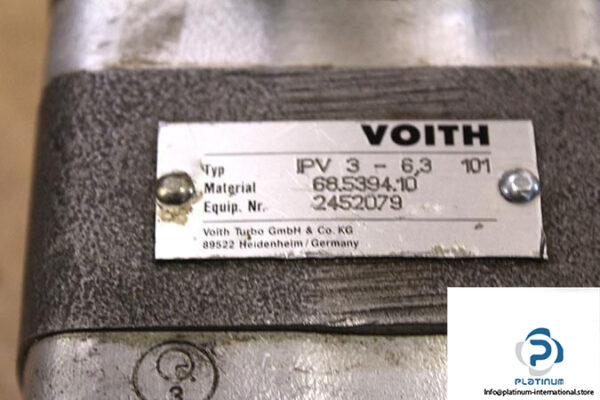 VOITH
Typ IPV 3 - 6,3 101
Material 68.5394.10
Equip. Nr. 2452079
Voith Turbo GmbH & Co. KG
89522 Heidenheim/Germany
3
PLATINUM
Info@platinum-international.store